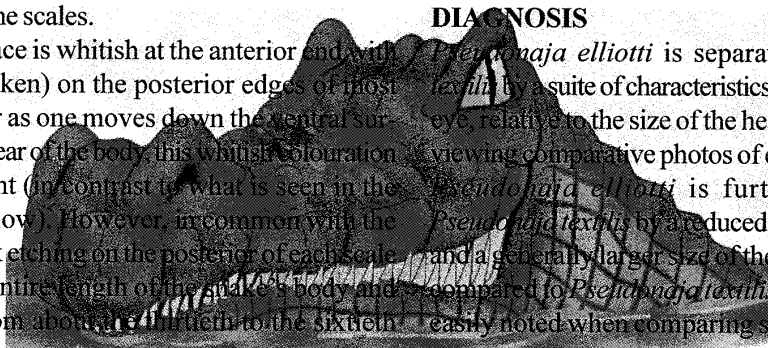 ne scales.
ace is whitish at the anterior end with
ken) on the posterior edges of most
r as one moves down the ventral sur-
ear of the body, this whitish colouration
nt (in contrast to what is seen in the
ow). However, in common with the
t etching on the posterior of each scale
entire length of the snake's body and
om about the thirtieth to the sixtieth
DIAGNOSIS
Pseudonaja elliotti is separat
textilis by a suite of characteristics
eye, relative to the size of the he
viewing comparative photos of
Pseudonaja elliotti is furt
Pseudonaja textilis by a reduced
and a generally larger size of the
compared to Pseudonaja textilis
easily noted when comparing s